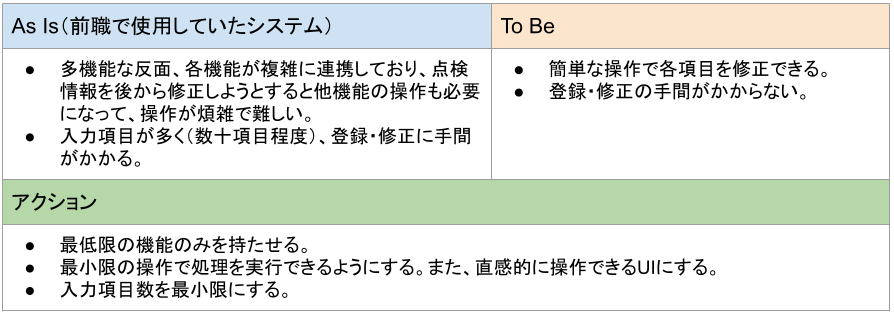 As Is（前職で使用していたシステム）
To Be
● 多機能な反面、各機能が複雑に連携しており、点検
情報を後から修正しようとすると他機能の操作も必要
になって、操作が煩雑で難しい。
● 入力項目が多く（数十項目程度）、登録・修正に手間
がかかる。
● 簡単な操作で各項目を修正できる。
● 登録・修正の手間がかからない。
アクション
● 最低限の機能のみを持たせる。
● 最小限の操作で処理を実行できるようにする。また、直感的に操作できるUIにする。
● 入力項目数を最小限にする。